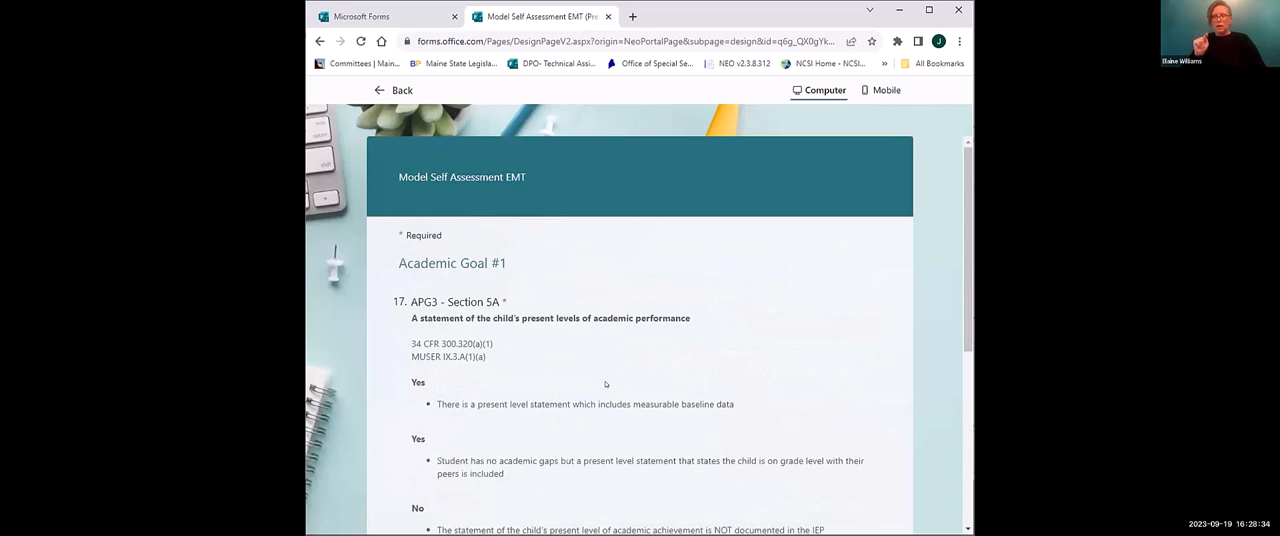 Microsoft Forms
Model Self Assessment EMT (Pre
forms.office.com/Pages/DesignPageV2.aspx?origin=NeoPortalPage&subpage=design&id=q6g_QX0gYk...
J
Committees | Main...
Maine State Legisla...
DPO- Technical Assi...
Office of Special Se...
NEO v2.3.8.312
NCSI Home - NCSI...
»
All Bookmarks
Back
Computer
Mobile
Model Self Assessment EMT
* Required
Academic Goal #1
17. APG3 - Section 5A *
A statement of the child's present levels of academic performance
34 CFR 300.320(a)(1)
MUSER IX.3.A(1)(a)
Yes
• There is a present level statement which includes measurable baseline data
Yes
• Student has no academic gaps but a present level statement that states the child is on grade level with their
peers is included
No
• The statement of the child's present level of academic achievement is NOT documented in the IEP
Elaine Williams
2023-09-19 16:28:34